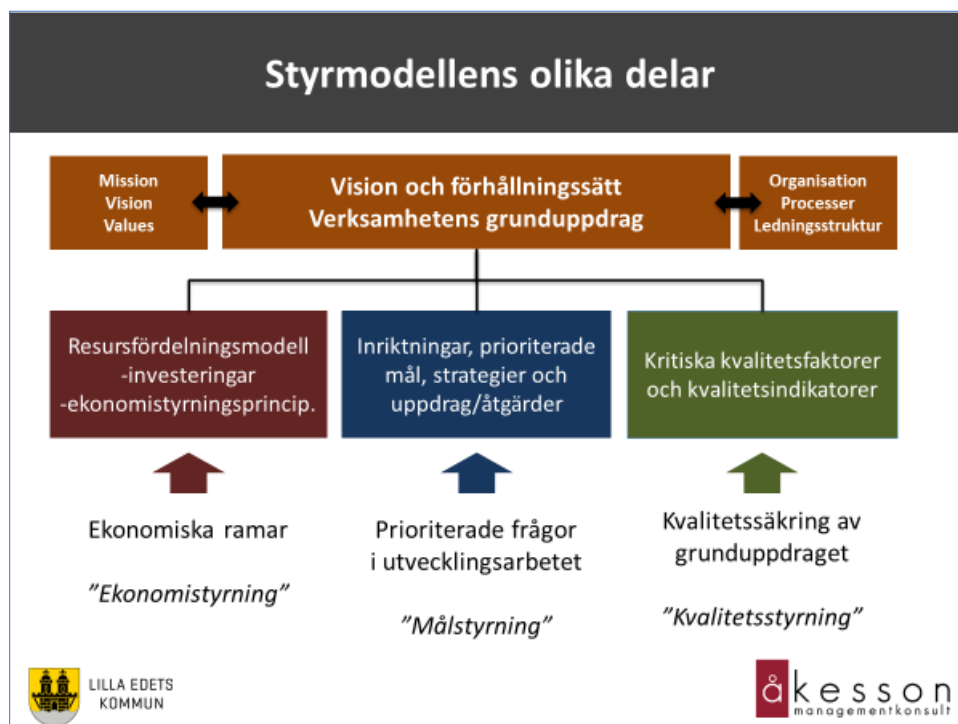 Styrmodellens olika delar
Mission
Vision
Values
Vision och förhållningssätt
Verksamhetens grunduppdrag
Organisation
Processer
Ledningsstruktur
Resursfördelningsmodell
-investeringar
-ekonomistyrningsprincip.
Inriktningar, prioriterade
mål, strategier och
uppdrag/åtgärder
Kritiska kvalitetsfaktorer
och kvalitetsindikatorer
Ekonomiska ramar
”Ekonomistyrning”
Prioriterade frågor
i utvecklingsarbetet
”Målstyrning”
Kvalitetssäkring av
grunduppdraget
”Kvalitetsstyrning”
LILLA EDETS
KOMMUN
åkesson
managementkonsult